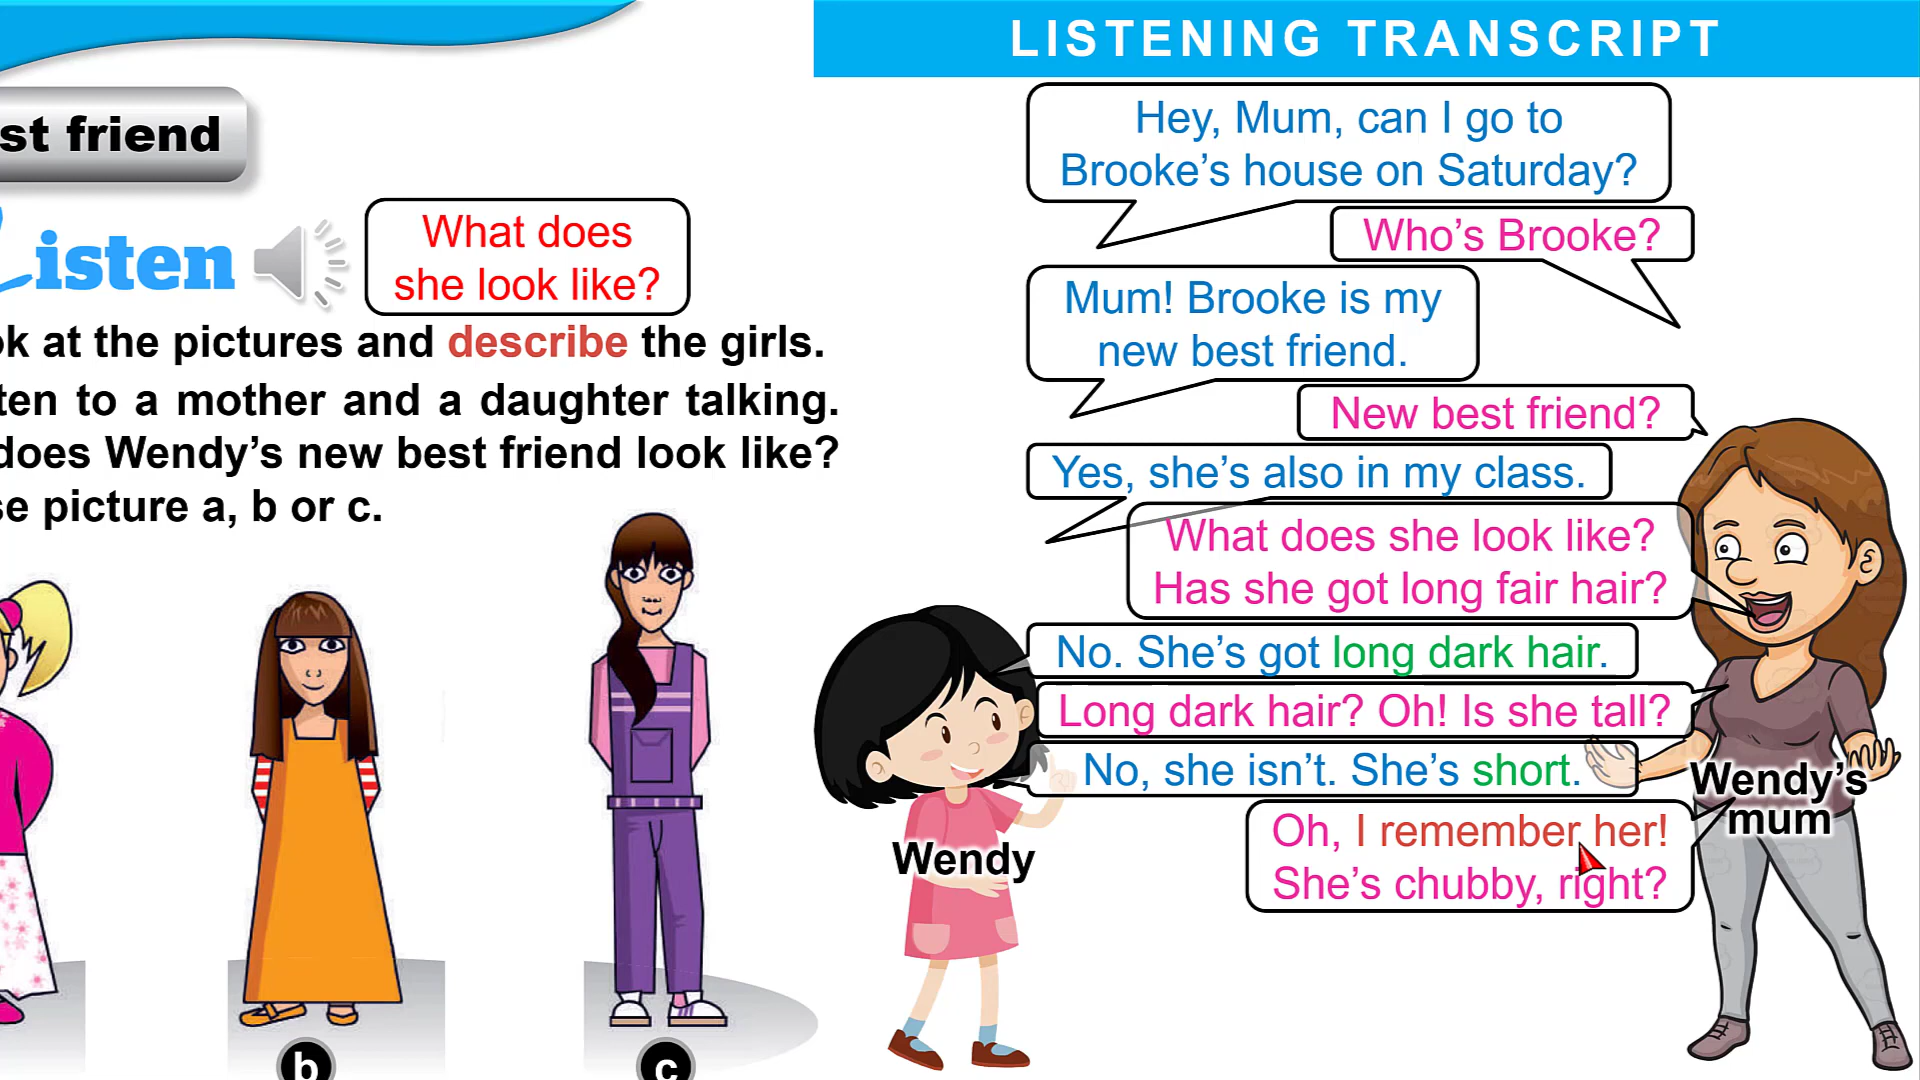 LISTENING TRANSCRIPT
st friend
isten
What does
she look like?
ok at the pictures and describe the girls.
ten to a mother and a daughter talking.
does Wendy's new best friend look like?
se picture a, b or c.
b
c
Hey, Mum, can I go to
Brooke's house on Saturday?
Who's Brooke?
Mum! Brooke is my
new best friend.
New best friend?
Yes, she's also in my class.
What does she look like?
Has she got long fair hair?
No. She's got long dark hair.
Long dark hair? Oh! Is she tall?
No, she isn't. She's short.
Oh, I remember her!
She's chubby, right?
Wendy
Wendy's
mum